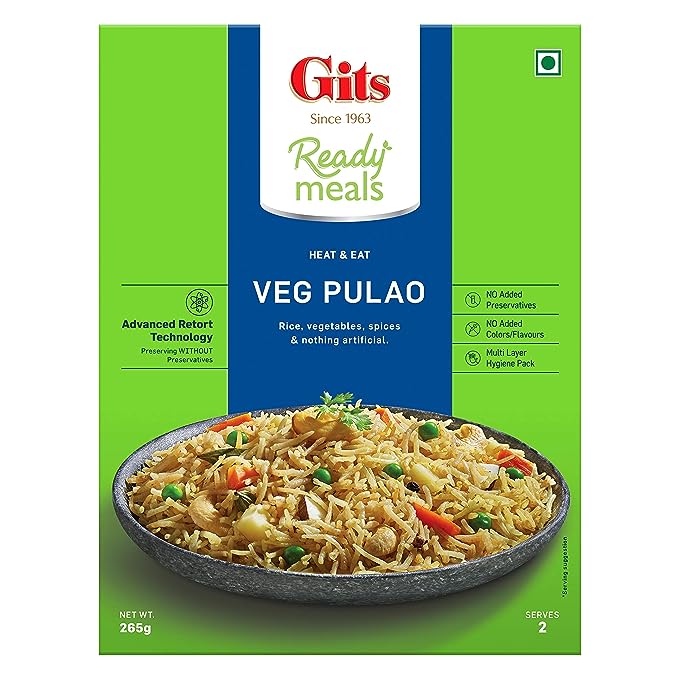 Gits
Since 1963
Ready
meals
HEAT & EAT
VEG PULAO
Rice, vegetables, spices
& nothing artificial.
Advanced Retort
Technology
Preserving WITHOUT
Preservatives
NO Added
Preservatives
NO Added
Colors/Flavours
Multi Layer
Hygiene Pack
*Serving suggestion
NET WT.
265g
SERVES
2